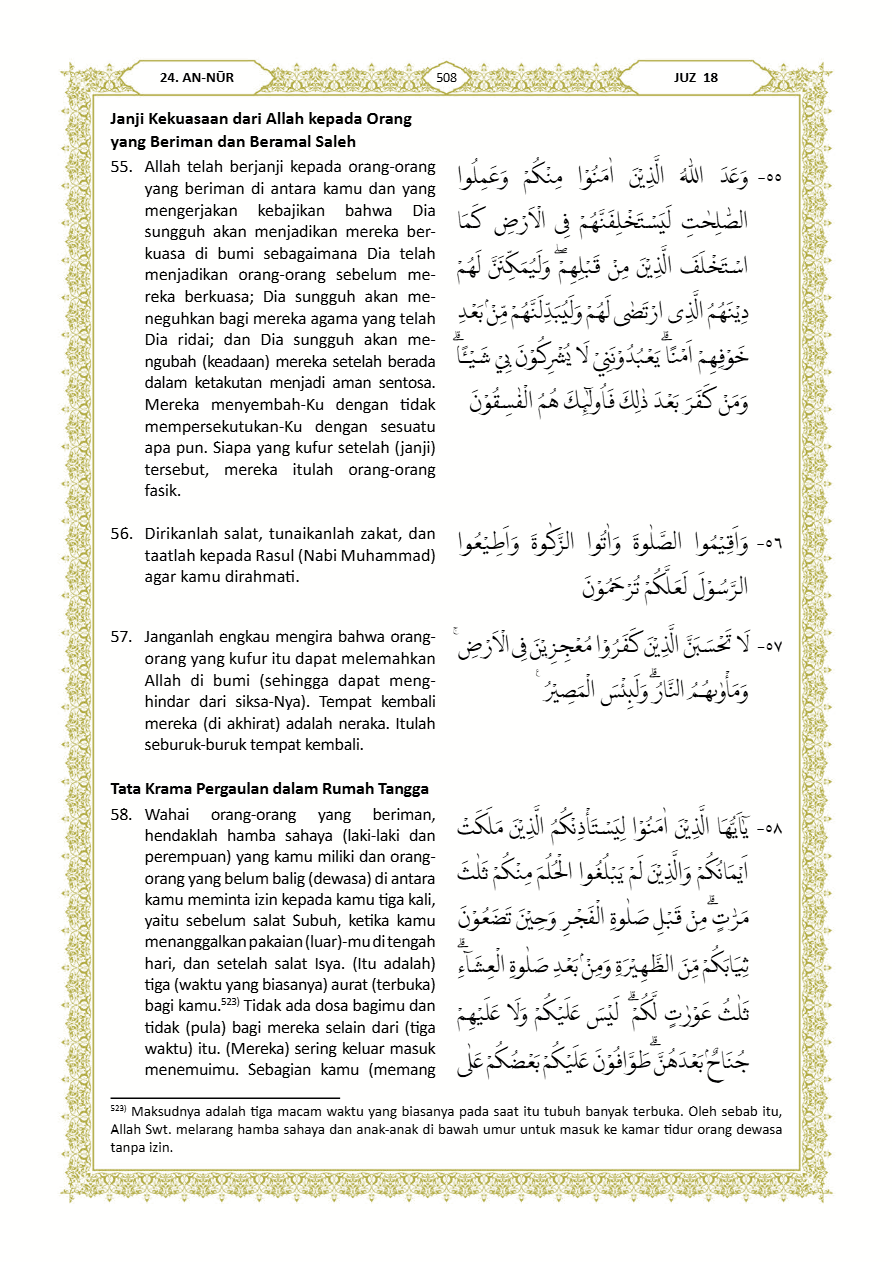 24. AN-NŪR
508
JUZ 18
Janji Kekuasaan dari Allah kepada Orang
yang Beriman dan Beramal Saleh
55. Allah telah berjanji kepada orang-orang
yang beriman di antara kamu dan yang
mengerjakan kebajikan bahwa Dia
sungguh akan menjadikan mereka ber-
kuasa di bumi sebagaimana Dia telah
menjadikan orang-orang sebelum me-
reka berkuasa; Dia sungguh akan me-
neguhkan bagi mereka agama yang telah
Dia ridai; dan Dia sungguh akan me-
ngubah (keadaan) mereka setelah berada
dalam ketakutan menjadi aman sentosa.
Mereka menyembah-Ku dengan tidak
mempersekutukan-Ku dengan sesuatu
apa pun. Siapa yang kufur setelah (janji)
tersebut, mereka itulah orang-orang
fasik.
٥٥- وَعَدَ اللّٰهُ الَّذِيْنَ اٰمَنُوْا مِنْكُمْ وَعَمِلُوا
الصّٰلِحٰتِ لَيَسْتَخْلِفَنَّهُمْ فِى الْاَرْضِ كَمَا
اسْتَخْلَفَ الَّذِيْنَ مِنْ قَبْلِهِمْۖ وَلَيُمَكِّنَنَّ لَهُمْ
دِيْنَهُمُ الَّذِى ارْتَضٰى لَهُمْ وَلَيُبَدِّلَنَّهُمْ مِّنْۢ بَعْدِ
خَوْفِهِمْ اَمْنًاۗ يَعْبُدُوْنَنِيْ لَا يُشْرِكُوْنَ بِيْ شَيْـًٔاۗ
وَمَنْ كَفَرَ بَعْدَ ذٰلِكَ فَاُولٰۤىِٕكَ هُمُ الْفٰسِقُوْنَ
56. Dirikanlah salat, tunaikanlah zakat, dan
taatlah kepada Rasul (Nabi Muhammad)
agar kamu dirahmati.
٥٦- وَاَقِيْمُوا الصَّلٰوةَ وَاٰتُوا الزَّكٰوةَ وَاَطِيْعُوا
الرَّسُوْلَ لَعَلَّكُمْ تُرْحَمُوْنَ
57. Janganlah engkau mengira bahwa orang-
orang yang kufur itu dapat melemahkan
Allah di bumi (sehingga dapat meng-
hindar dari siksa-Nya). Tempat kembali
mereka (di akhirat) adalah neraka. Itulah
seburuk-buruk tempat kembali.
٥٧- لَا تَحْسَبَنَّ الَّذِيْنَ كَفَرُوْا مُعْجِزِيْنَ فِى الْاَرْضِۚ
وَمَأْوٰىهُمُ النَّارُۗ وَلَبِئْسَ الْمَصِيْرُ ࣖ
Tata Krama Pergaulan dalam Rumah Tangga
58. Wahai orang-orang yang beriman,
hendaklah hamba sahaya (laki-laki dan
perempuan) yang kamu miliki dan orang-
orang yang belum balig (dewasa) di antara
kamu meminta izin kepada kamu tiga kali,
yaitu sebelum salat Subuh, ketika kamu
menanggalkan pakaian (luar)-mu di tengah
hari, dan setelah salat Isya. (Itu adalah)
tiga (waktu yang biasanya) aurat (terbuka)
bagi kamu.⁵²³⁾ Tidak ada dosa bagimu dan
tidak (pula) bagi mereka selain dari (tiga
waktu) itu. (Mereka) sering keluar masuk
menemuimu. Sebagian kamu (memang
٥٨- يٰٓاَيُّهَا الَّذِيْنَ اٰمَنُوْا لِيَسْتَأْذِنْكُمُ الَّذِيْنَ مَلَكَتْ
اَيْمَانُكُمْ وَالَّذِيْنَ لَمْ يَبْلُغُوا الْحُلُمَ مِنْكُمْ ثَلٰثَ
مَرّٰتٍۗ مِنْ قَبْلِ صَلٰوةِ الْفَجْرِ وَحِيْنَ تَضَعُوْنَ
ثِيَابَكُمْ مِّنَ الظَّهِيْرَةِ وَمِنْۢ بَعْدِ صَلٰوةِ الْعِشَاۤءِۗ
ثَلٰثُ عَوْرٰتٍ لَّكُمْۗ لَيْسَ عَلَيْكُمْ وَلَا عَلَيْهِمْ
جُنَاحٌۢ بَعْدَهُنَّۗ طَوَّافُوْنَ عَلَيْكُمْ بَعْضُكُمْ عَلٰى
⁵²³⁾ Maksudnya adalah tiga macam waktu yang biasanya pada saat itu tubuh banyak terbuka. Oleh sebab itu,
Allah Swt. melarang hamba sahaya dan anak-anak di bawah umur untuk masuk ke kamar tidur orang dewasa
tanpa izin.